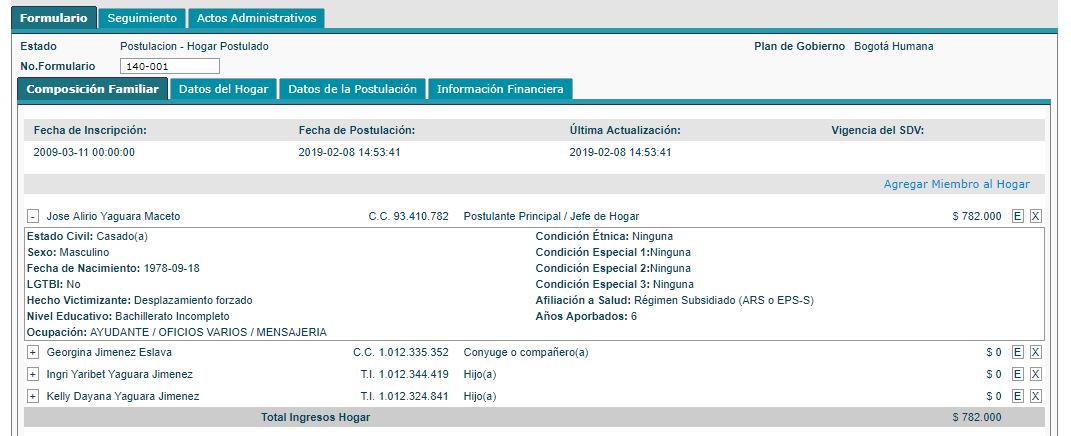 Formulario Seguimiento Actos Administrativos
Estado Postulacion - Hogar Postulado Plan de Gobierno Bogotá Humana
No.Formulario 140-001
Composición Familiar Datos del Hogar Datos de la Postulación Información Financiera
Fecha de Inscripción: Fecha de Postulación: Última Actualización: Vigencia del SDV:
2009-03-11 00:00:00 2019-02-08 14:53:41 2019-02-08 14:53:41
Agregar Miembro al Hogar
- Jose Alirio Yaguara Maceto C.C. 93.410.782 Postulante Principal / Jefe de Hogar $ 782.000 E X
Estado Civil: Casado(a) Condición Étnica: Ninguna
Sexo: Masculino Condición Especial 1:Ninguna
Fecha de Nacimiento: 1978-09-18 Condición Especial 2:Ninguna
LGTBI: No Condición Especial 3: Ninguna
Hecho Victimizante: Desplazamiento forzado Afiliación a Salud: Régimen Subsidiado (ARS o EPS-S)
Nivel Educativo: Bachillerato Incompleto Años Aporbados: 6
Ocupación: AYUDANTE / OFICIOS VARIOS / MENSAJERIA
+ Georgina Jimenez Eslava C.C. 1.012.335.352 Conyuge o compañero(a) $ 0 E X
+ Ingri Yaribet Yaguara Jimenez T.I. 1.012.344.419 Hijo(a) $ 0 E X
+ Kelly Dayana Yaguara Jimenez T.I. 1.012.324.841 Hijo(a) $ 0 E X
Total Ingresos Hogar $ 782.000